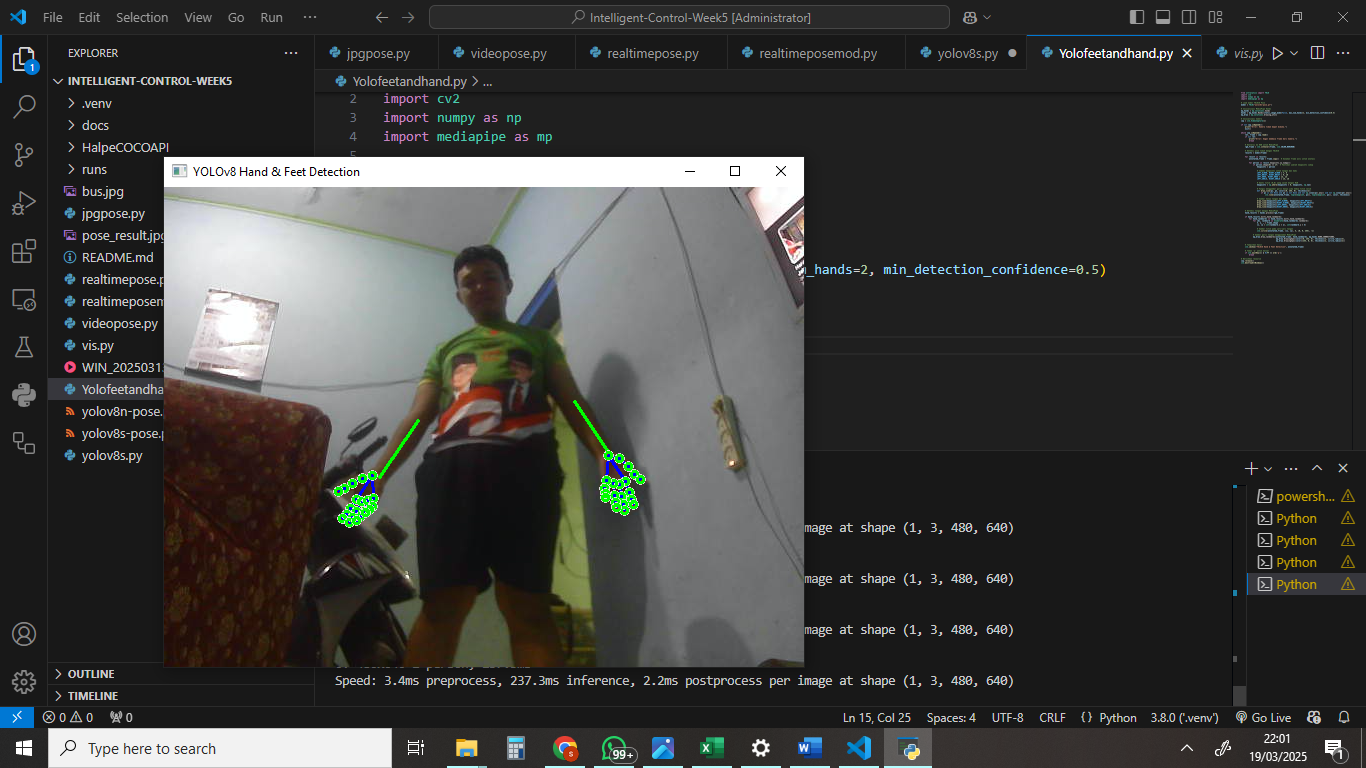 File Edit Selection View Go Run ···
Intelligent-Control-Week5 [Administrator]
EXPLORER
jpgpose.py videopose.py realtimepose.py realtimeposemod.py yolov8s.py Yolofeetandhand.py vis.py
INTELLIGENT-CONTROL-WEEK5
Yolofeetandhand.py > ...
.venv
docs
HalpeCOCOAPI
runs
bus.jpg
jpgpose.py
pose_result.jpg
README.md
realtimepose.p
realtimeposem
videopose.py
vis.py
WIN_2025031
Yolofeetandha
yolov8n-pose.
yolov8s-pose.
yolov8s.py
OUTLINE
TIMELINE
2 import cv2
3 import numpy as np
4 import mediapipe as mp
5
YOLOv8 Hand & Feet Detection
_hands=2, min_detection_confidence=0.5)
image at shape (1, 3, 480, 640)
image at shape (1, 3, 480, 640)
image at shape (1, 3, 480, 640)
Speed: 3.4ms preprocess, 237.3ms inference, 2.2ms postprocess per image at shape (1, 3, 480, 640)
powersh...
Python
Python
Python
Python
0 0 0 Ln 15, Col 25 Spaces: 4 UTF-8 CRLF {} Python 3.8.0 ('.venv') Go Live
Type here to search
99+
22:01
19/03/2025
1